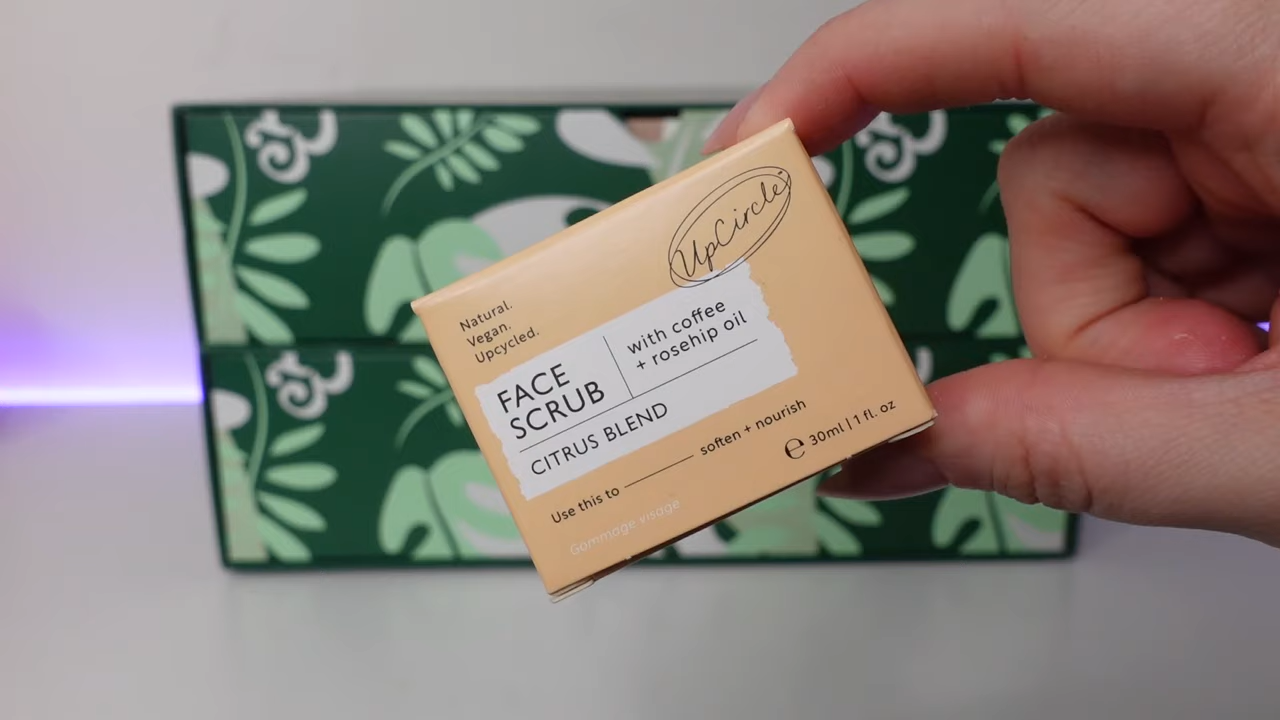 UpCircle
Natural.
Vegan.
Upcycled.
FACE
SCRUB
with coffee
+ rosehip oil
CITRUS BLEND
Use this to soften + nourish
℮ 30ml | 1 fl. oz
Gommage visage